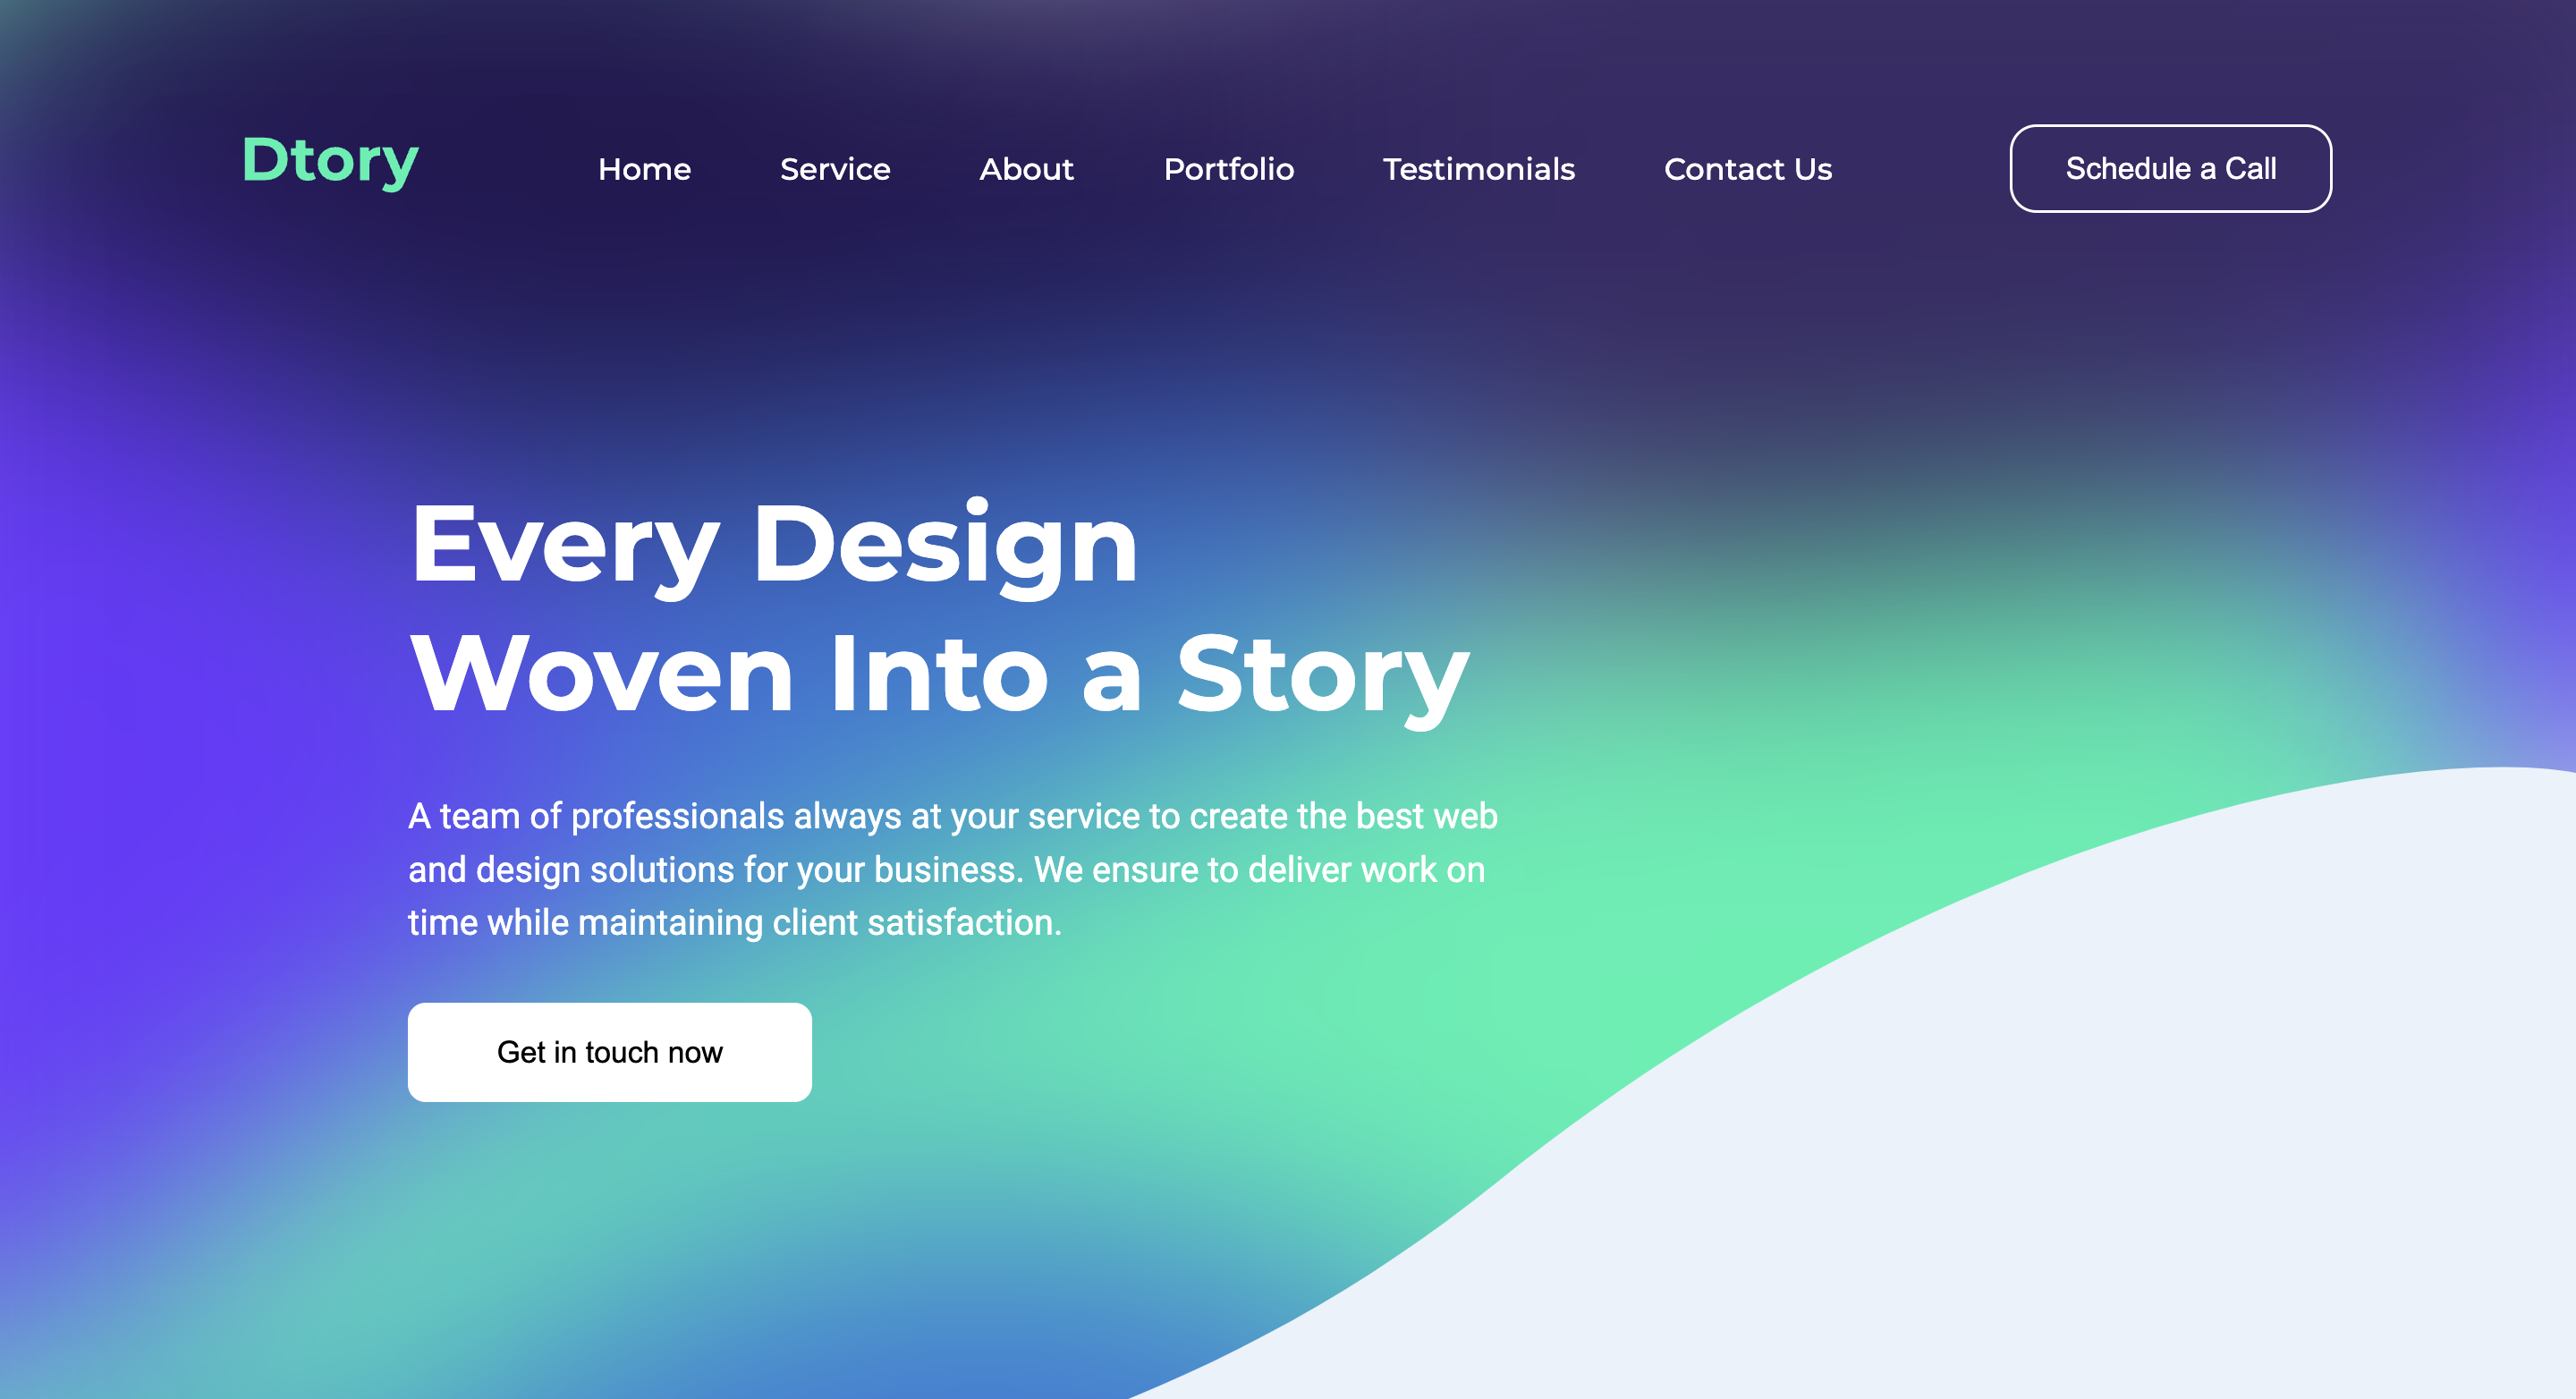 Dtory
Home
Service
About
Portfolio
Testimonials
Contact Us
Schedule a Call
Every Design
Woven Into a Story
A team of professionals always at your service to create the best web
and design solutions for your business. We ensure to deliver work on
time while maintaining client satisfaction.
Get in touch now